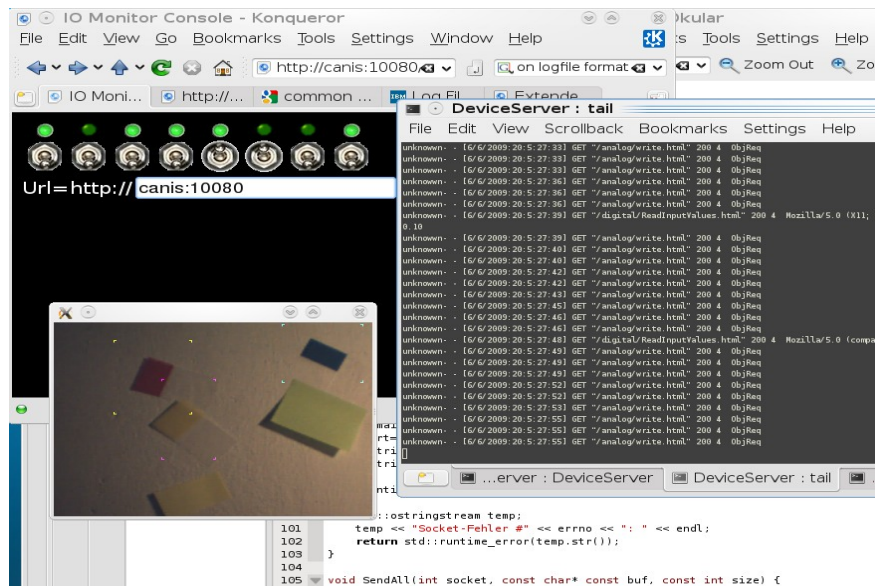 IO Monitor Console - Konqueror
Okular
File Edit View Go Bookmarks Tools Settings Window Help
Tools Settings Help
http://canis:10080/
on logfile format
Zoom Out
Zo
IO Moni...
http://...
common ...
Log Fil...
Extende...
DeviceServer : tail
File Edit View Scrollback Bookmarks Settings Help
Url=http:// canis:10080
unknown- - [6/6/2009:20:5:27:33] GET "/analog/write.html" 200 4 ObjReq
unknown- - [6/6/2009:20:5:27:33] GET "/analog/write.html" 200 4 ObjReq
unknown- - [6/6/2009:20:5:27:33] GET "/analog/write.html" 200 4 ObjReq
unknown- - [6/6/2009:20:5:27:36] GET "/analog/write.html" 200 4 ObjReq
unknown- - [6/6/2009:20:5:27:36] GET "/analog/write.html" 200 4 ObjReq
unknown- - [6/6/2009:20:5:27:36] GET "/analog/write.html" 200 4 ObjReq
unknown- - [6/6/2009:20:5:27:39] GET "/digital/ReadInputValues.html" 200 4 Mozilla/5.0 (X11;
0.10
unknown- - [6/6/2009:20:5:27:39] GET "/analog/write.html" 200 4 ObjReq
unknown- - [6/6/2009:20:5:27:40] GET "/analog/write.html" 200 4 ObjReq
unknown- - [6/6/2009:20:5:27:40] GET "/analog/write.html" 200 4 ObjReq
unknown- - [6/6/2009:20:5:27:42] GET "/analog/write.html" 200 4 ObjReq
unknown- - [6/6/2009:20:5:27:42] GET "/analog/write.html" 200 4 ObjReq
unknown- - [6/6/2009:20:5:27:43] GET "/analog/write.html" 200 4 ObjReq
unknown- - [6/6/2009:20:5:27:45] GET "/analog/write.html" 200 4 ObjReq
unknown- - [6/6/2009:20:5:27:46] GET "/analog/write.html" 200 4 ObjReq
unknown- - [6/6/2009:20:5:27:46] GET "/analog/write.html" 200 4 ObjReq
unknown- - [6/6/2009:20:5:27:48] GET "/digital/ReadInputValues.html" 200 4 Mozilla/5.0 (compa
unknown- - [6/6/2009:20:5:27:49] GET "/analog/write.html" 200 4 ObjReq
unknown- - [6/6/2009:20:5:27:49] GET "/analog/write.html" 200 4 ObjReq
unknown- - [6/6/2009:20:5:27:49] GET "/analog/write.html" 200 4 ObjReq
unknown- - [6/6/2009:20:5:27:52] GET "/analog/write.html" 200 4 ObjReq
unknown- - [6/6/2009:20:5:27:52] GET "/analog/write.html" 200 4 ObjReq
unknown- - [6/6/2009:20:5:27:53] GET "/analog/write.html" 200 4 ObjReq
unknown- - [6/6/2009:20:5:27:55] GET "/analog/write.html" 200 4 ObjReq
unknown- - [6/6/2009:20:5:27:55] GET "/analog/write.html" 200 4 ObjReq
unknown- - [6/6/2009:20:5:27:55] GET "/analog/write.html" 200 4 ObjReq
...erver : DeviceServer
DeviceServer : tail
::ostringstream temp;
101 temp << "Socket-Fehler #" << errno << ": " << endl;
102 return std::runtime_error(temp.str());
103 }
104
105 void SendAll(int socket, const char* const buf, const int size) {